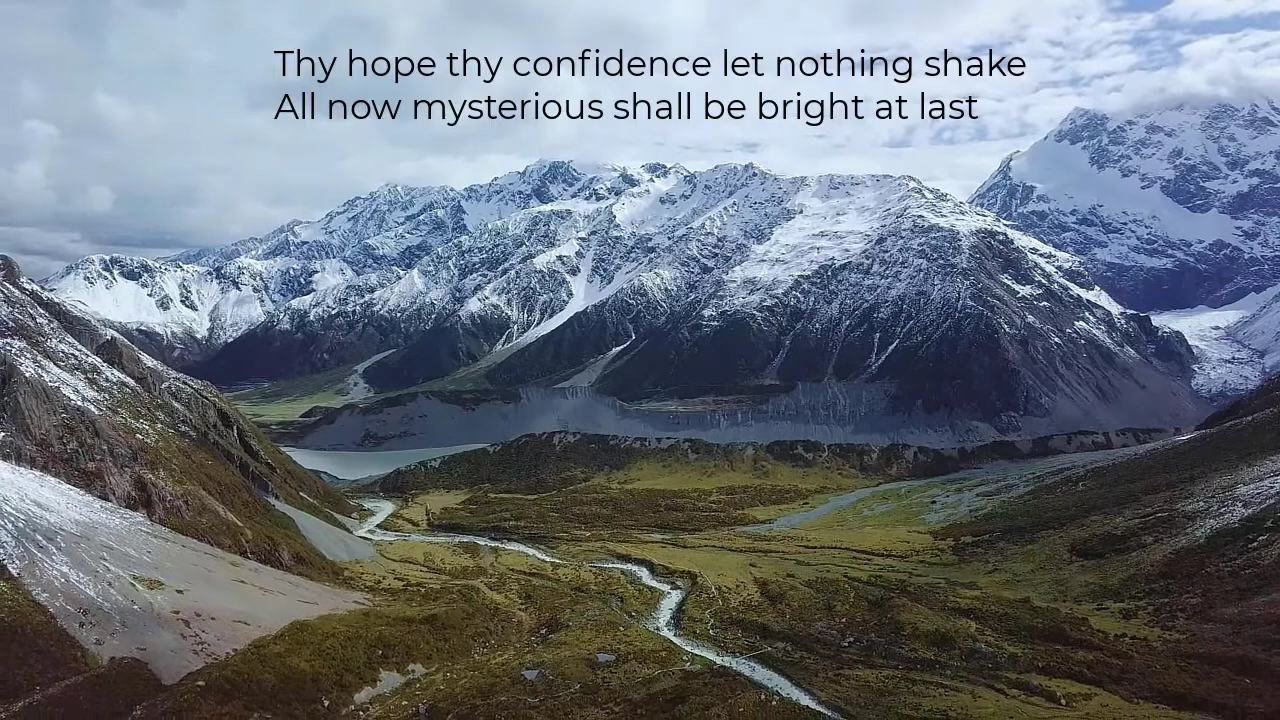 Thy hope thy confidence let nothing shake
All now mysterious shall be bright at last